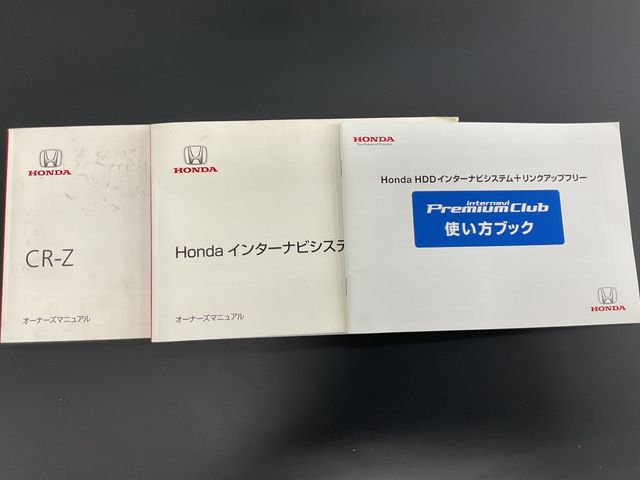 HONDA
CR-Z
オーナーズマニュアル
HONDA
Honda インターナビシステ
オーナーズマニュアル
HONDA
The Power of Dreams
Honda HDDインターナビシステム+リンクアップフリー
internavi
PremiumClub
使い方ブック
HONDA